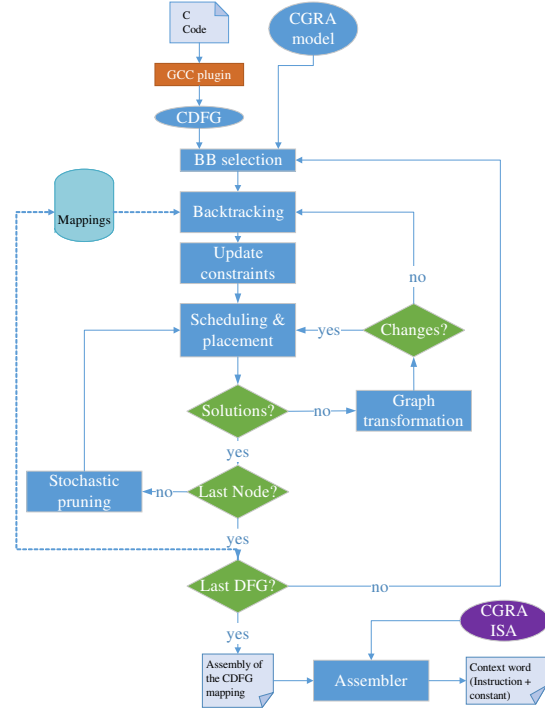 C
Code
CGRA
model
GCC plugin
CDFG
BB selection
Mappings
Backtracking
Update
constraints
no
Scheduling &
placement
yes
Changes?
Solutions?
no
Graph
transformation
yes
Stochastic
pruning
no
Last Node?
yes
Last DFG?
no
yes
CGRA
ISA
Assembly of
the CDFG
mapping
Assembler
Context word
(Instruction +
constant)